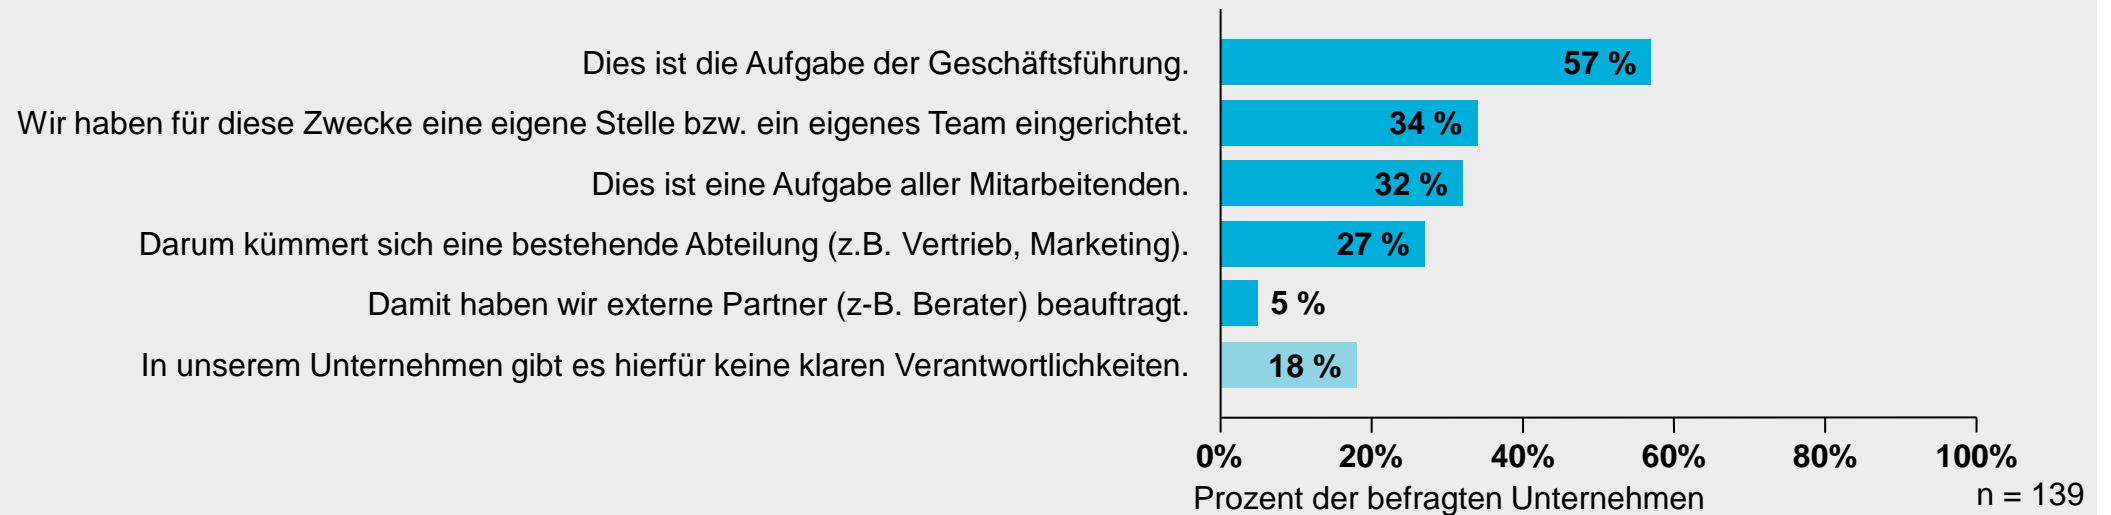 Dies ist die Aufgabe der Geschäftsführung. 57 %
Wir haben für diese Zwecke eine eigene Stelle bzw. ein eigenes Team eingerichtet. 34 %
Dies ist eine Aufgabe aller Mitarbeitenden. 32 %
Darum kümmert sich eine bestehende Abteilung (z.B. Vertrieb, Marketing). 27 %
Damit haben wir externe Partner (z-B. Berater) beauftragt. 5 %
In unserem Unternehmen gibt es hierfür keine klaren Verantwortlichkeiten. 18 %
0% 20% 40% 60% 80% 100%
Prozent der befragten Unternehmen n = 139